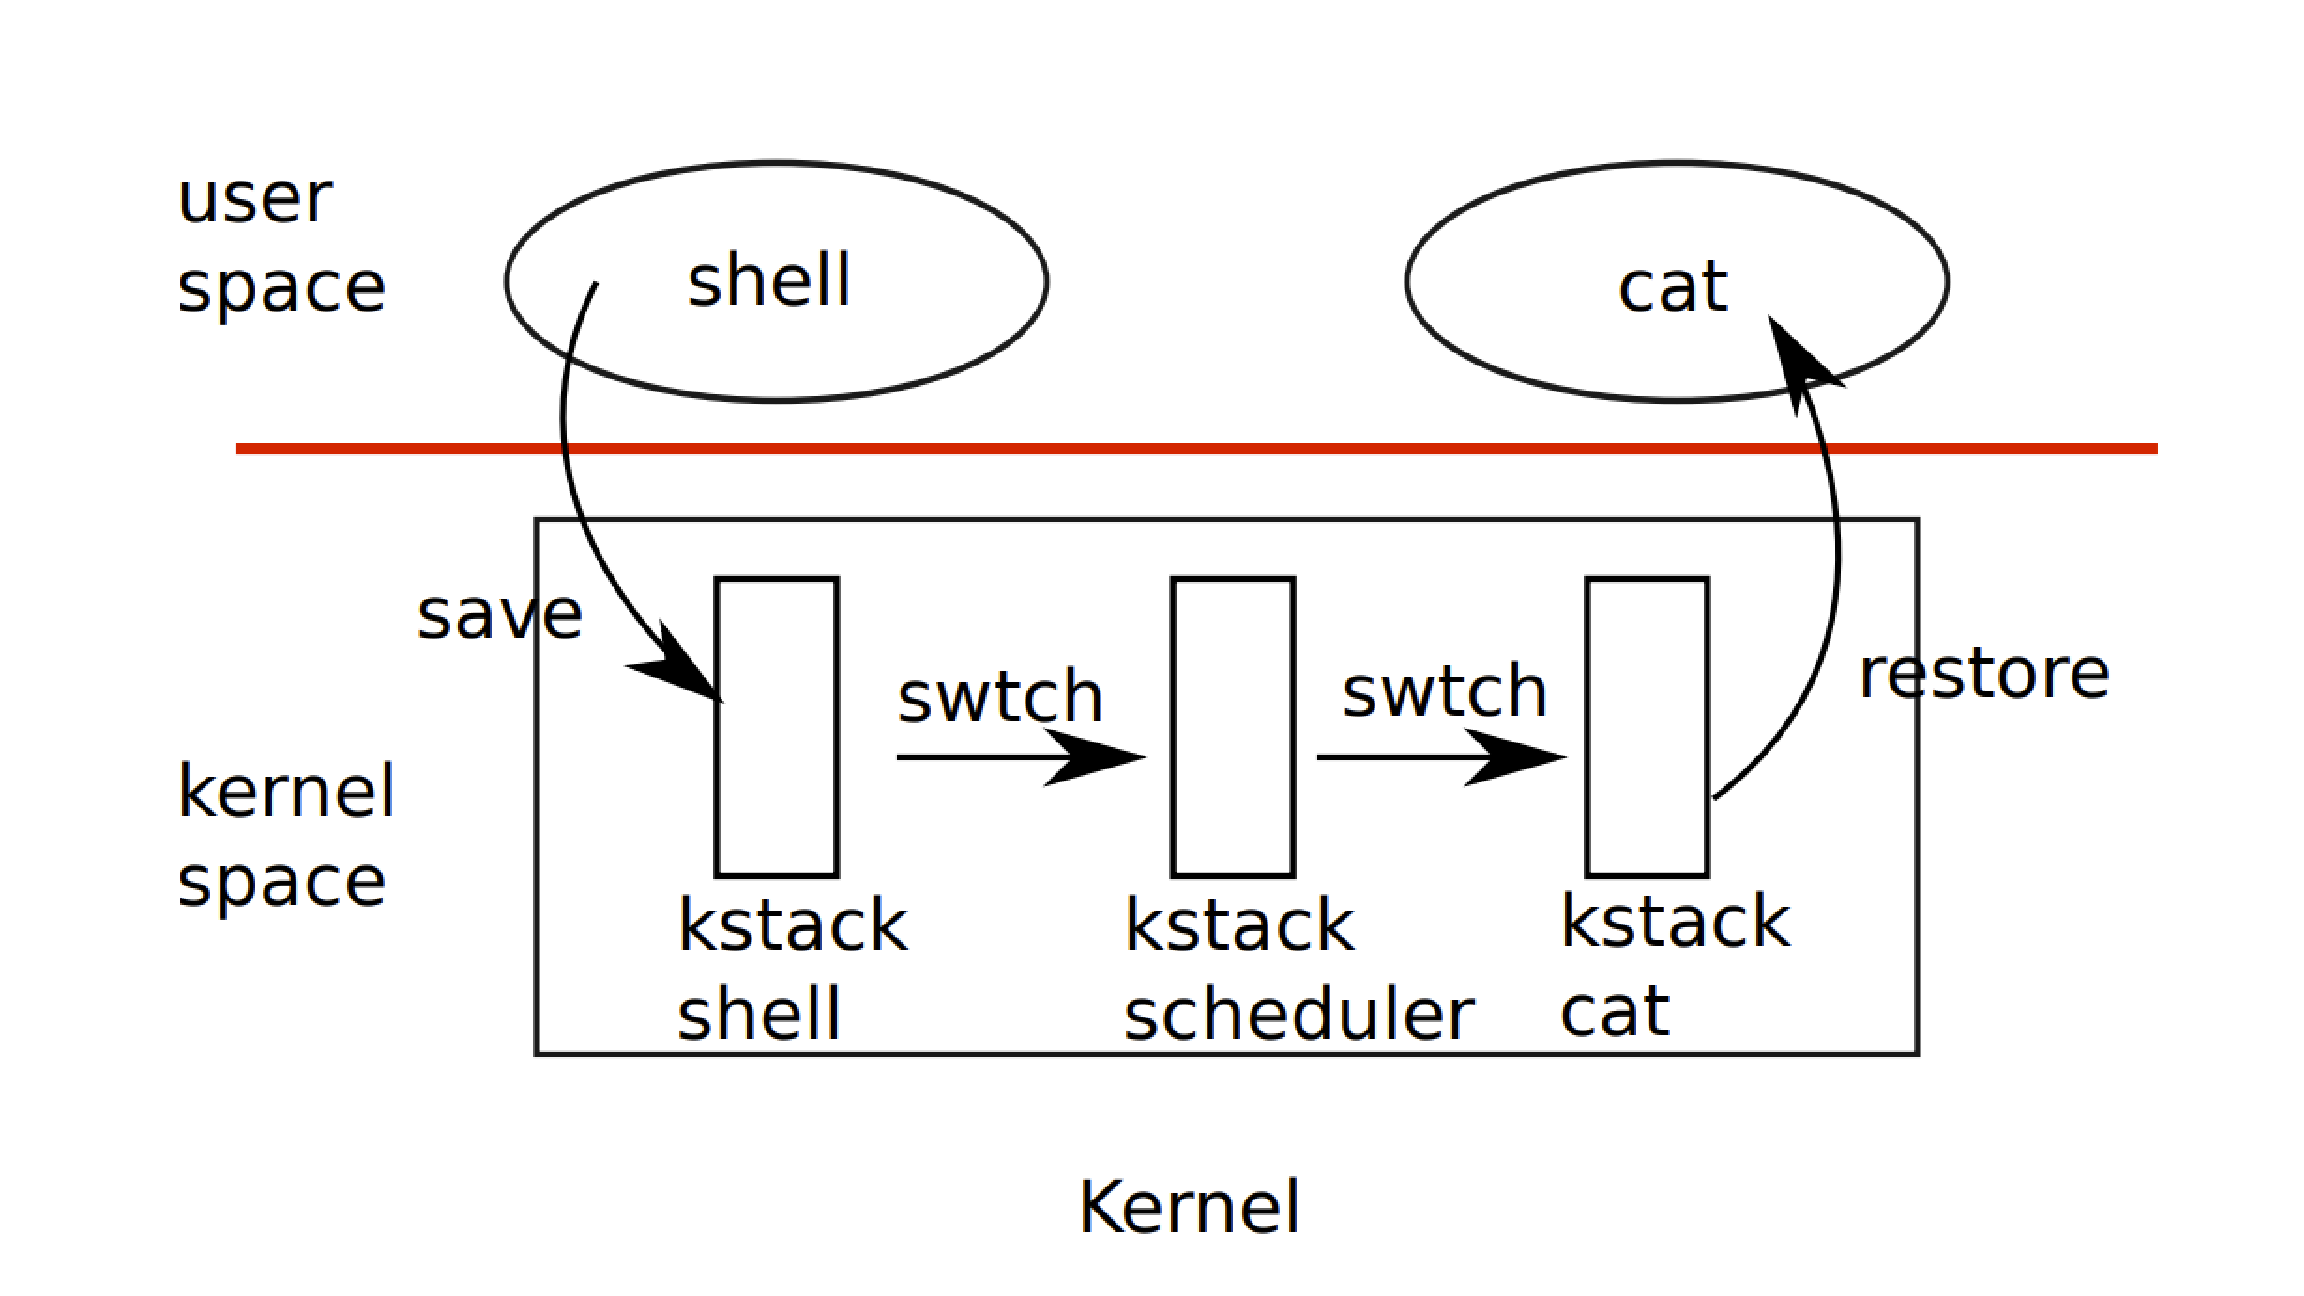 user
space
shell
cat
save
swtch
swtch
restore
kernel
space
kstack
shell
kstack
scheduler
kstack
cat
Kernel